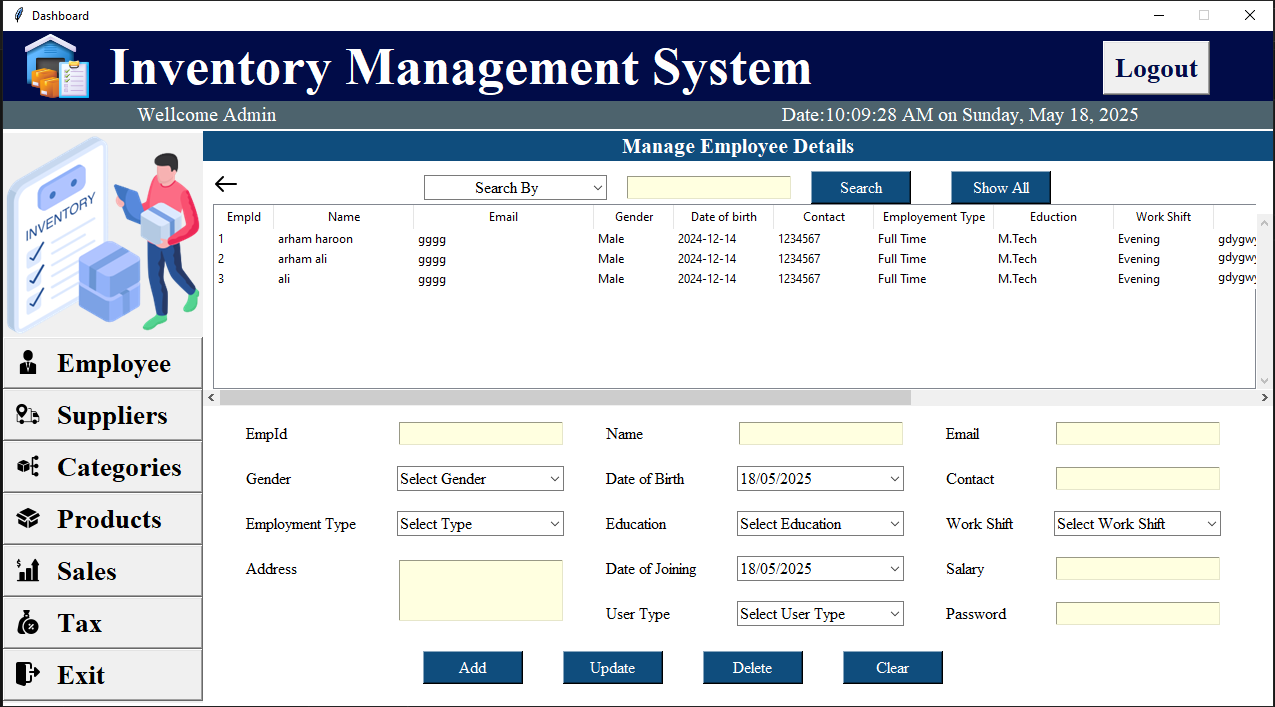 Dashboard
Inventory Management System
Logout
Wellcome Admin
Date:10:09:28 AM on Sunday, May 18, 2025
INVENTORY
Employee
Suppliers
Categories
Products
Sales
Tax
Exit
Manage Employee Details
Search By Search Show All
EmpId Name Email Gender Date of birth Contact Employement Type Eduction Work Shift
1 arham haroon gggg Male 2024-12-14 1234567 Full Time M.Tech Evening
2 arham ali gggg Male 2024-12-14 1234567 Full Time M.Tech Evening
3 ali gggg Male 2024-12-14 1234567 Full Time M.Tech Evening
EmpId Name Email
Gender Select Gender Date of Birth 18/05/2025 Contact
Employment Type Select Type Education Select Education Work Shift Select Work Shift
Address Date of Joining 18/05/2025 Salary
User Type Select User Type Password
Add Update Delete Clear